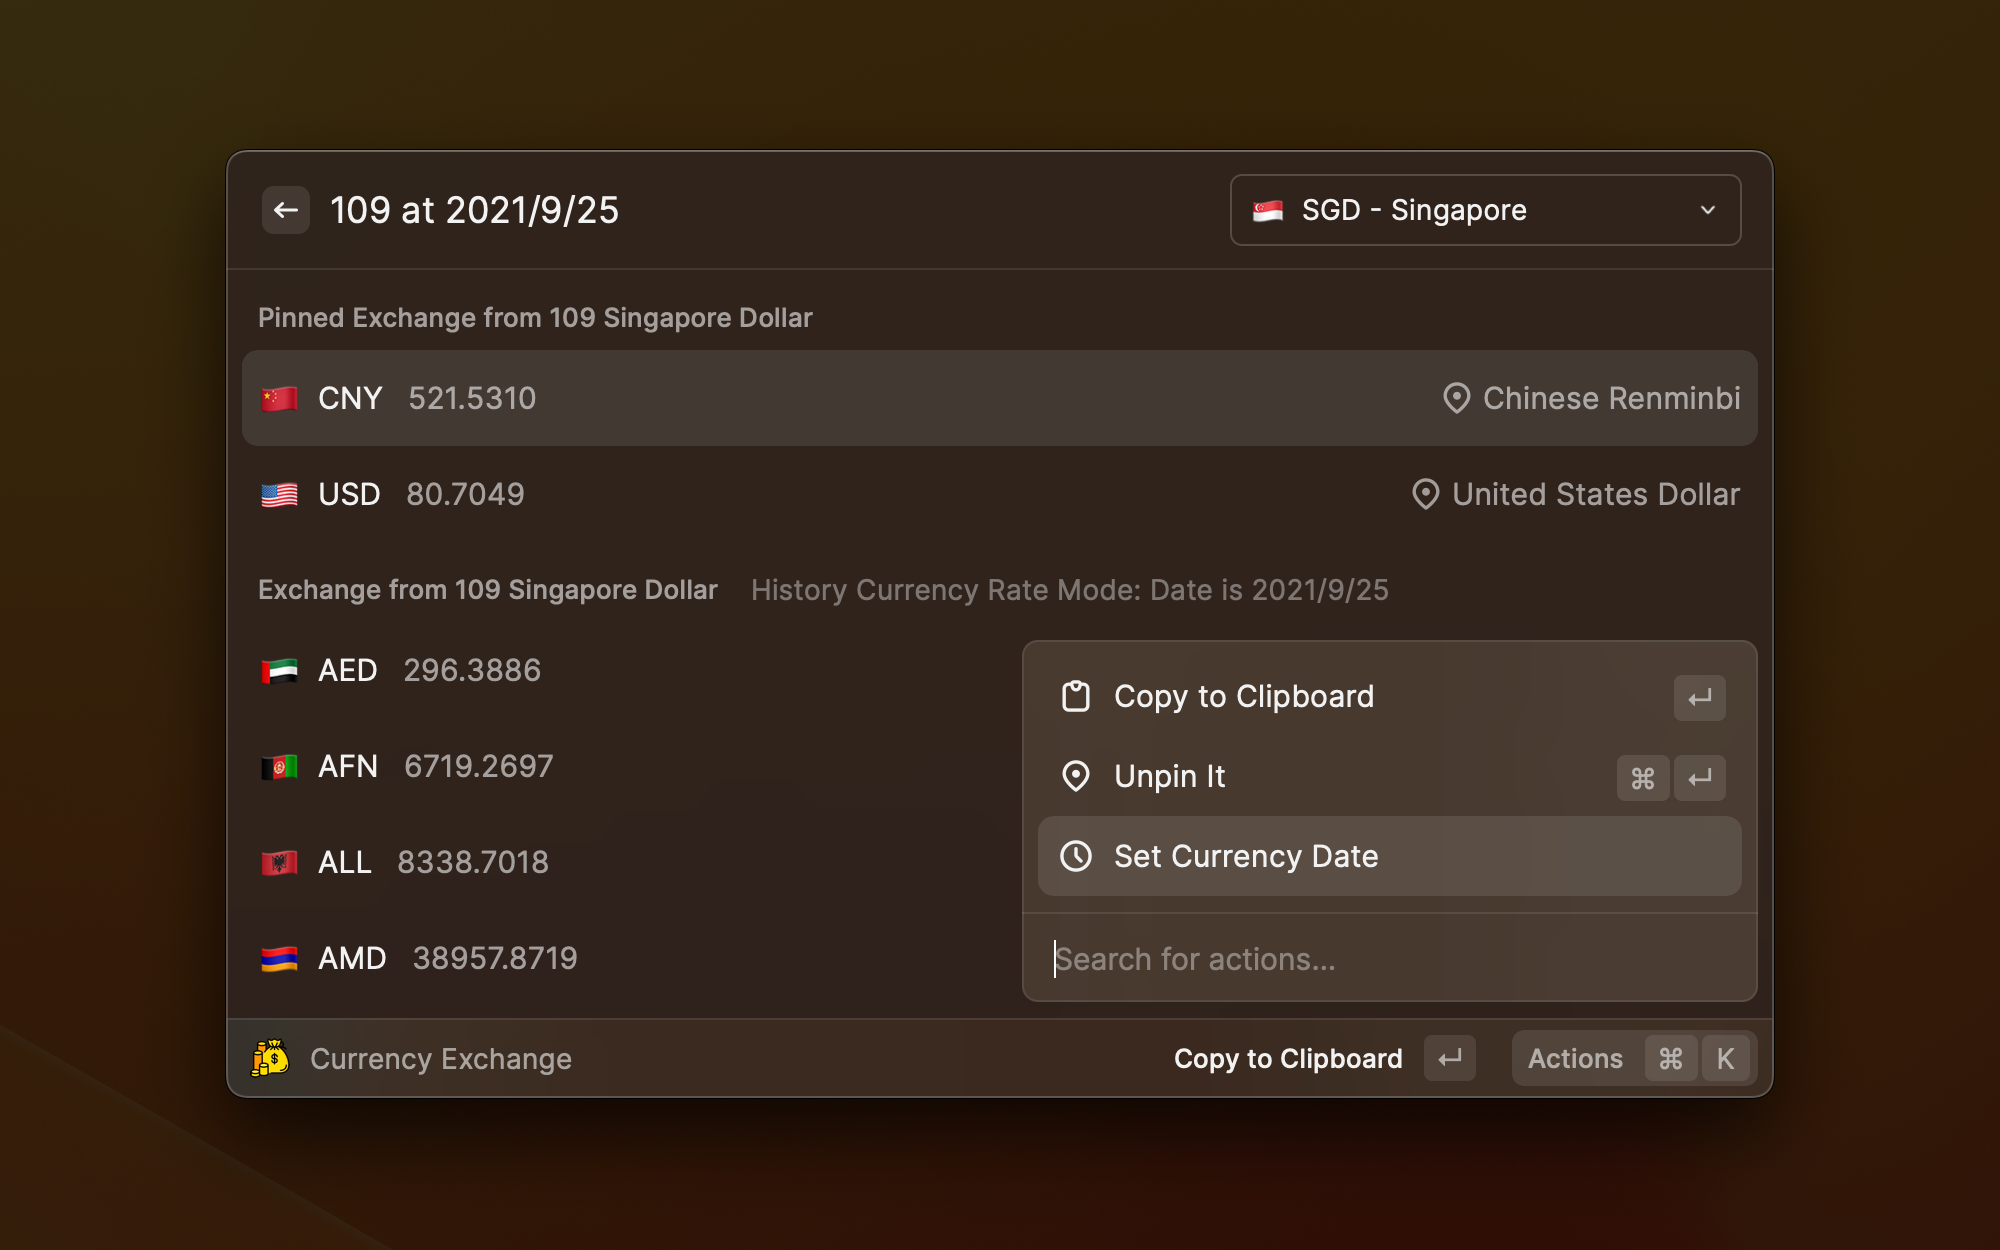 109 at 2021/9/25
SGD - Singapore
Pinned Exchange from 109 Singapore Dollar
CNY 521.5310 Chinese Renminbi
USD 80.7049 United States Dollar
Exchange from 109 Singapore Dollar History Currency Rate Mode: Date is 2021/9/25
AED 296.3886
AFN 6719.2697
ALL 8338.7018
AMD 38957.8719
Copy to Clipboard ↵
Unpin It ⌘ ↵
Set Currency Date
Search for actions...
Currency Exchange
Copy to Clipboard ↵
Actions ⌘ K